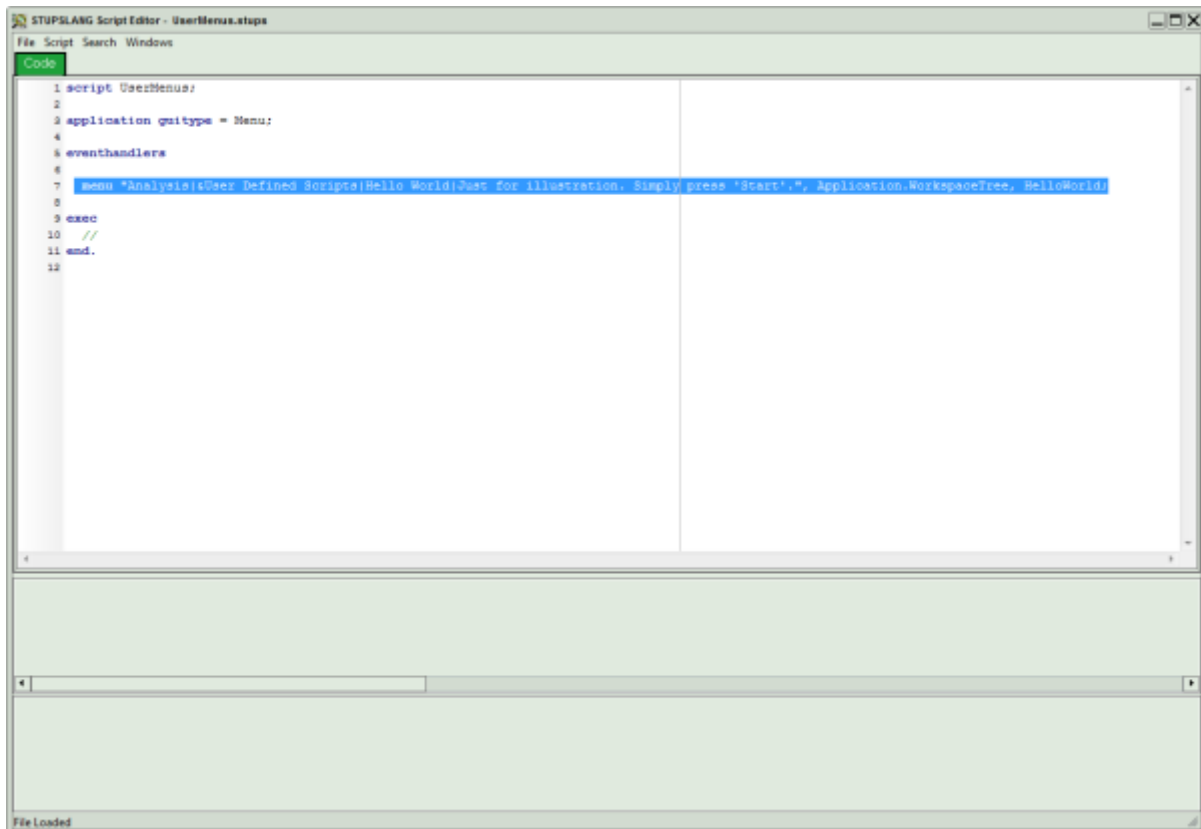 STUPSLANG Script Editor - UserMenus.stups
File Script Search Windows
Code
1 script UserMenus;
2
3 application guitype = Menu;
4
5 eventhandlers
6
7 menu "Analysis|&User Defined Scripts|Hello World|Just for illustration. Simply press 'Start'.", Application.WorkspaceTree, HelloWorld;
8
9 exec
10 //
11 end.
12
File Loaded